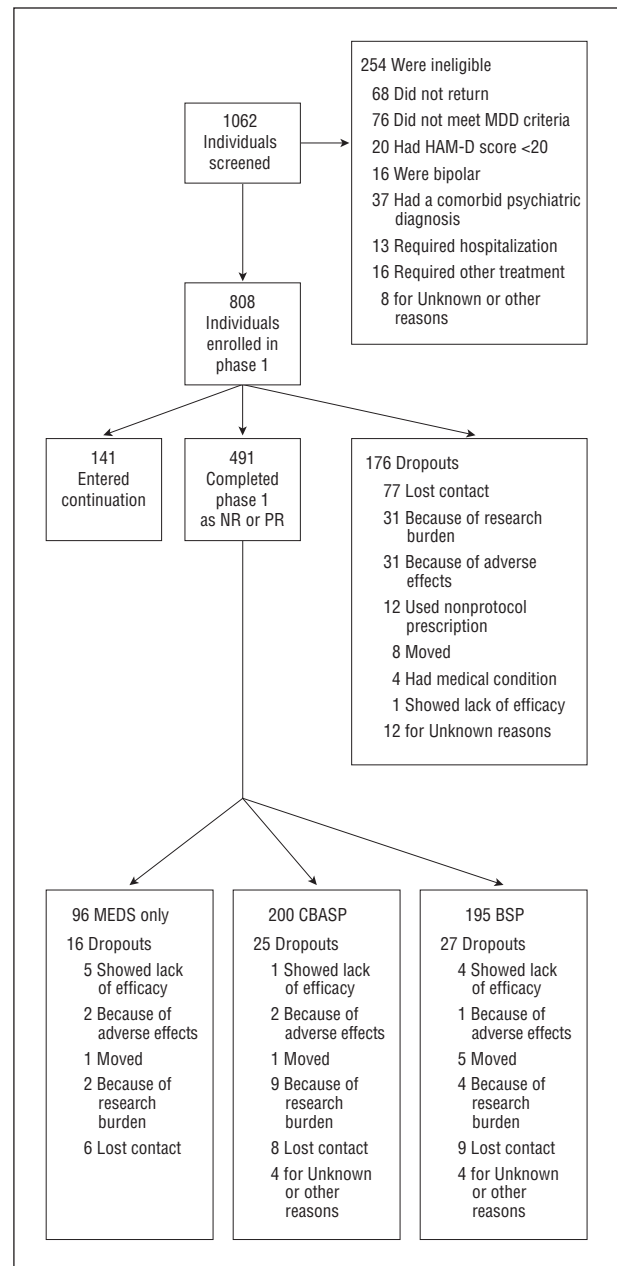 1062
Individuals
screened
254 Were ineligible
68 Did not return
76 Did not meet MDD criteria
20 Had HAM-D score <20
16 Were bipolar
37 Had a comorbid psychiatric
diagnosis
13 Required hospitalization
16 Required other treatment
8 for Unknown or other
reasons
808
Individuals
enrolled in
phase 1
141
Entered
continuation
491
Completed
phase 1
as NR or PR
176 Dropouts
77 Lost contact
31 Because of research
burden
31 Because of adverse
effects
12 Used nonprotocol
prescription
8 Moved
4 Had medical condition
1 Showed lack of efficacy
12 for Unknown reasons
96 MEDS only
16 Dropouts
5 Showed lack
of efficacy
2 Because of
adverse effects
1 Moved
2 Because of
research
burden
6 Lost contact
200 CBASP
25 Dropouts
1 Showed lack
of efficacy
2 Because of
adverse effects
1 Moved
9 Because of
research
burden
8 Lost contact
4 for Unknown
or other
reasons
195 BSP
27 Dropouts
4 Showed lack
of efficacy
1 Because of
adverse effects
5 Moved
4 Because of
research
burden
9 Lost contact
4 for Unknown
or other
reasons